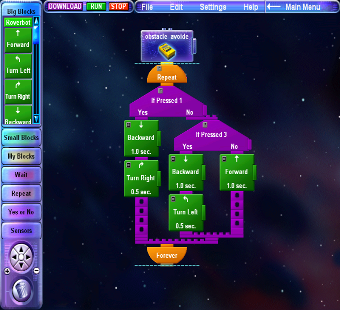 Big Blocks
DOWNLOAD RUN STOP File Edit Settings Help Main Menu
Roverbot
Forward
Turn Left
Turn Right
Backward
Small Blocks
My Blocks
Wait
Repeat
Yes or No
Sensors
obstacle_avoide
Repeat
If Pressed 1
Yes No
Backward
1.0 sec.
Turn Right
0.5 sec.
If Pressed 3
Yes No
Backward
1.0 sec.
Forward
1.0 sec.
Turn Left
0.5 sec.
Forever